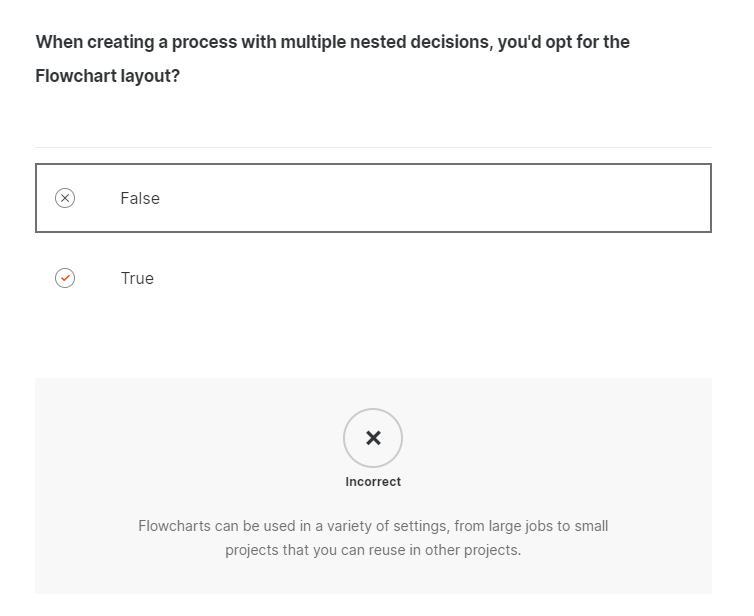 When creating a process with multiple nested decisions, you'd opt for the
Flowchart layout?
False
True
Incorrect
Flowcharts can be used in a variety of settings, from large jobs to small
projects that you can reuse in other projects.